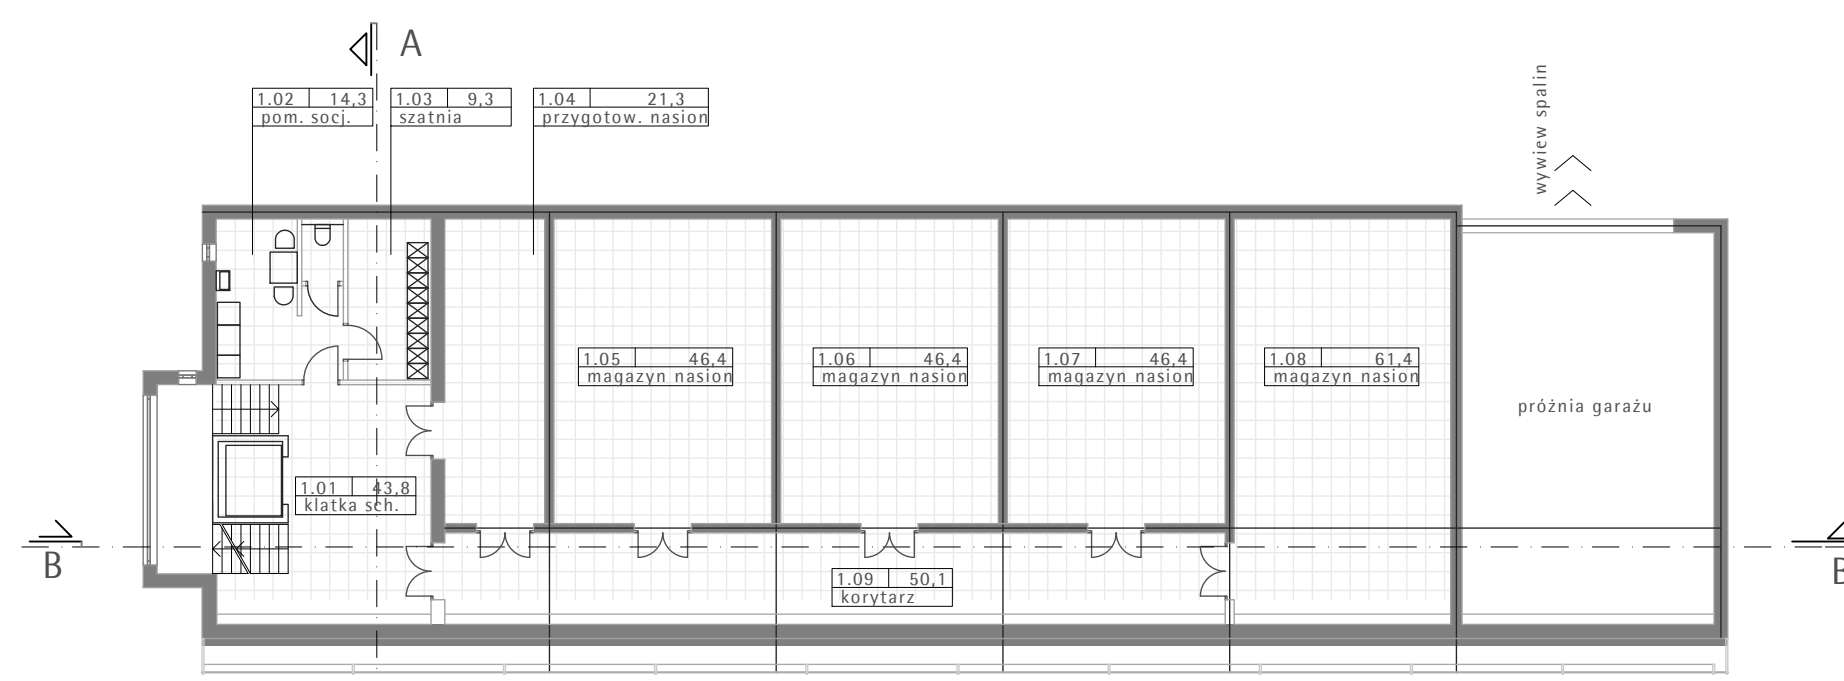 A
1.02 14,3
pom. socj.
1.03 9,3
szatnia
1.04 21,3
przygotow. nasion
wywiew spalin
1.05 46,4
magazyn nasion
1.06 46,4
magazyn nasion
1.07 46,4
magazyn nasion
1.08 61,4
magazyn nasion
próżnia garażu
1.01 43,8
klatka sch.
B
1.09 50,1
korytarz
B